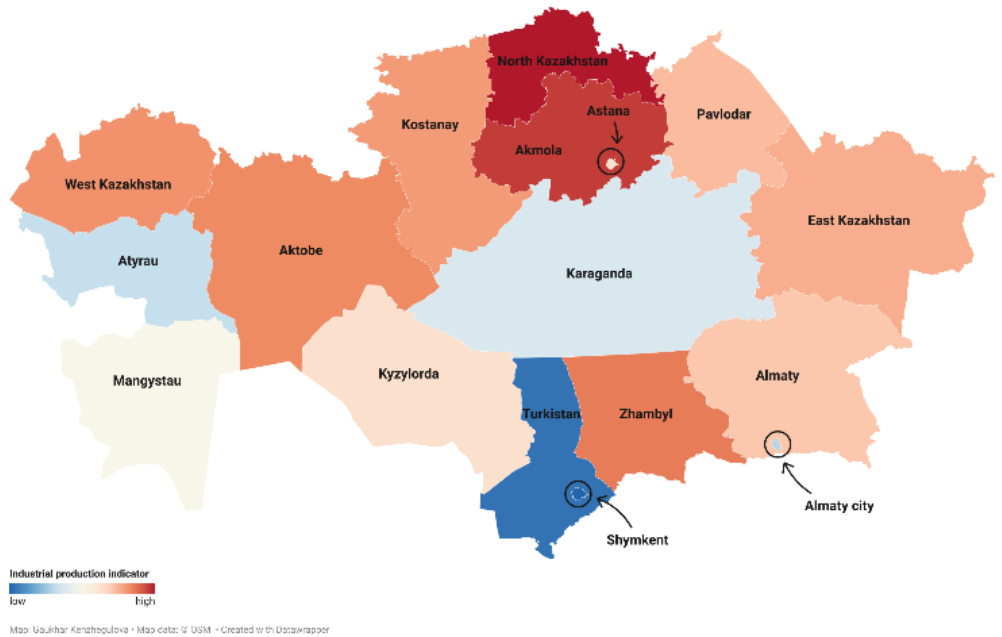 North Kazakhstan
Astana
Pavlodar
Kostanay
Akmola
West Kazakhstan
East Kazakhstan
Aktobe
Atyrau
Karaganda
Mangystau
Kyzylorda
Almaty
Turkistan
Zhambyl
Almaty city
Shymkent
Industrial production indicator
low high
Map: Gaukhar Kenzhegulova • Map data: © OSM • Created with Datawrapper